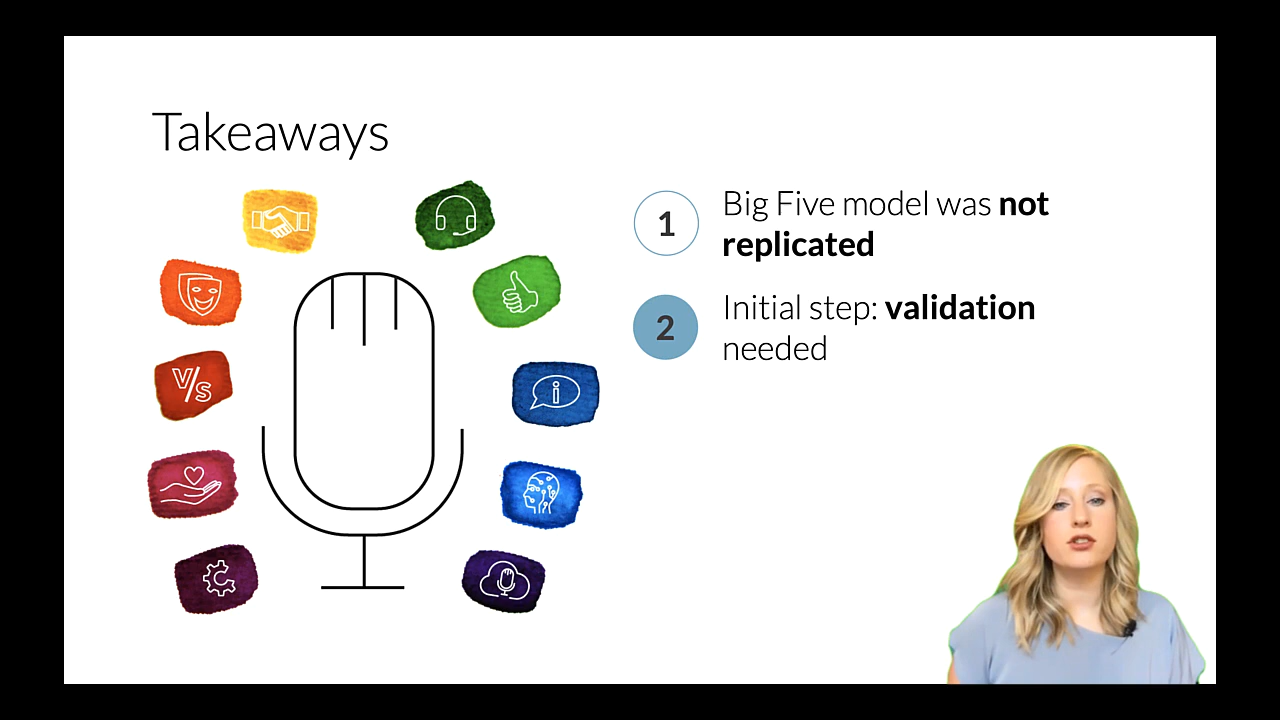 Takeaways
1
Big Five model was not
replicated
2
Initial step: validation
needed
V/S
i